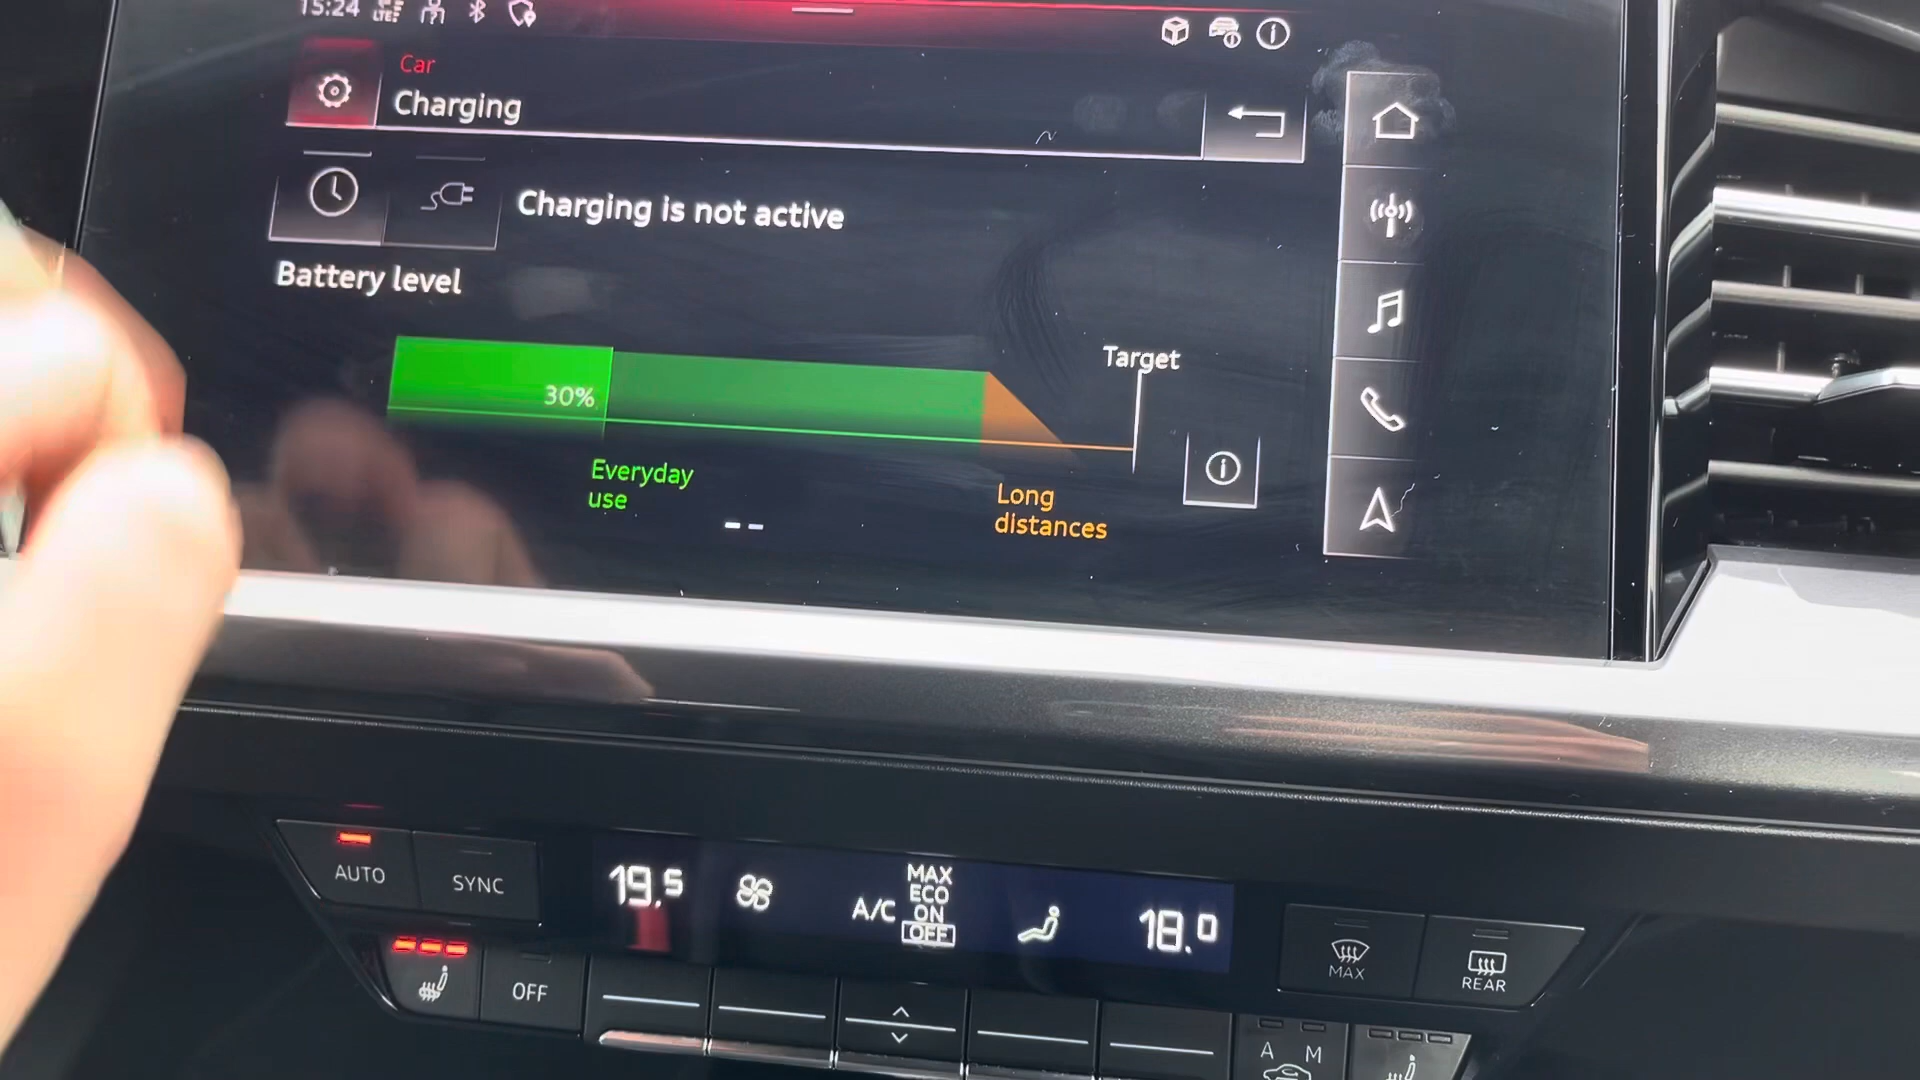 15:24
LTE
Car
Charging
Charging is not active
Battery level
30%
Target
Everyday
use
--
Long
distances
AUTO
SYNC
19.5
A/C
MAX
ECO
ON
OFF
18.0
MAX
REAR
OFF
A M